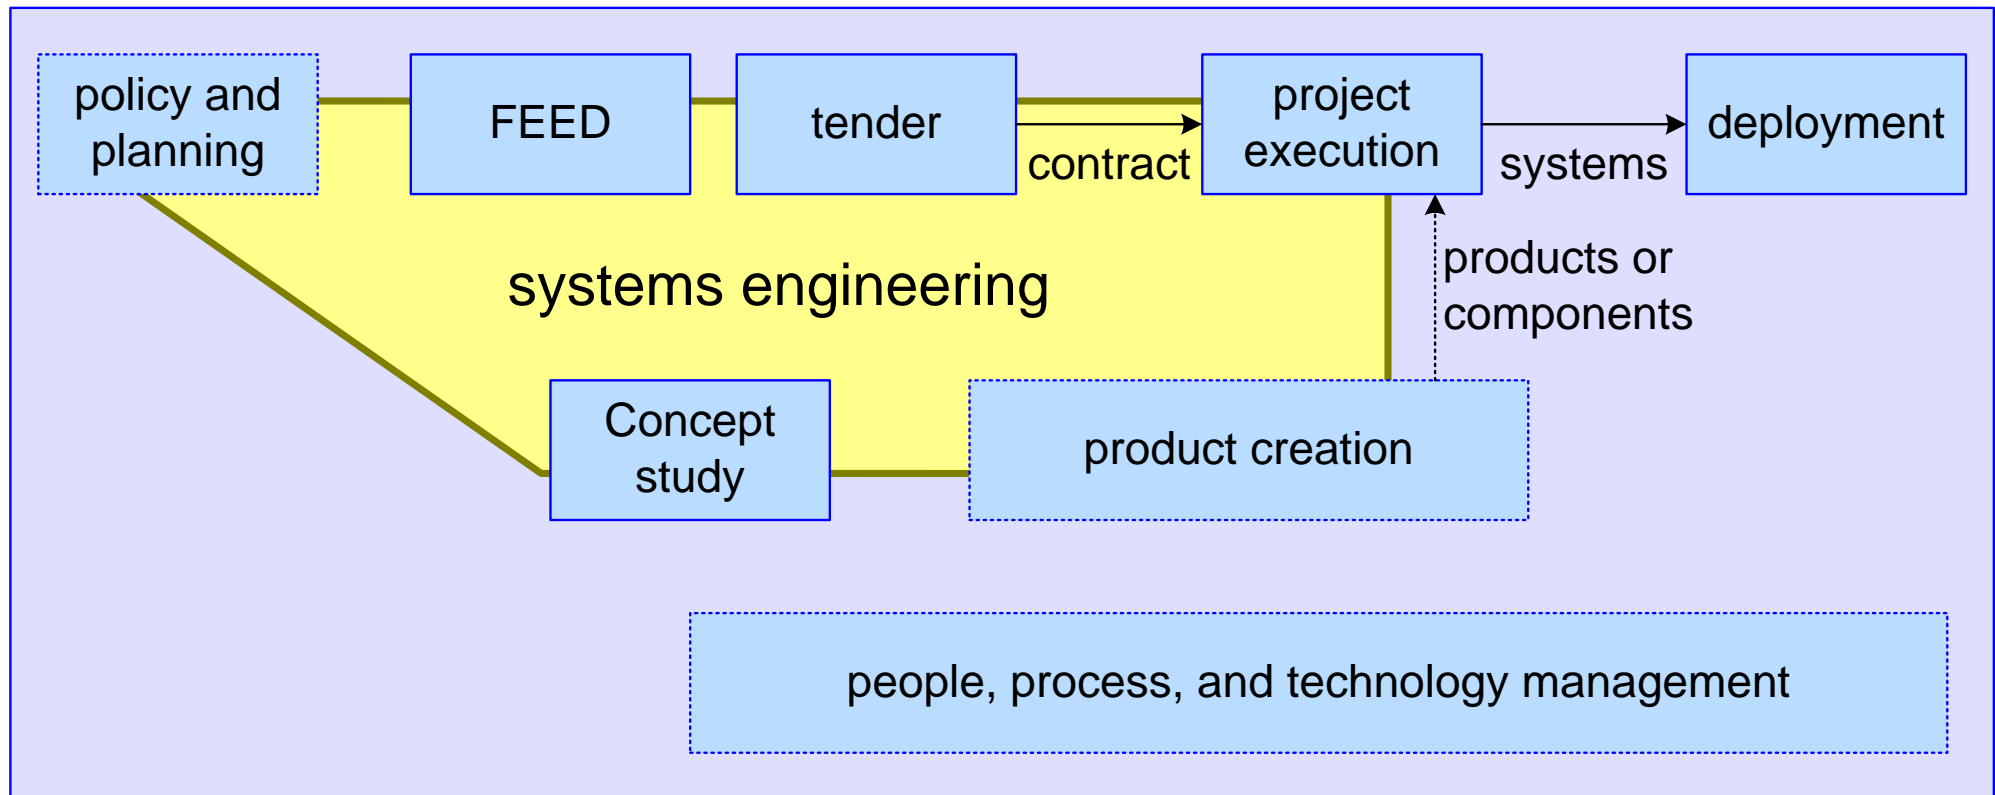 policy and
planning
FEED
tender
contract
project
execution
systems
deployment
products or
components
systems engineering
Concept
study
product creation
people, process, and technology management